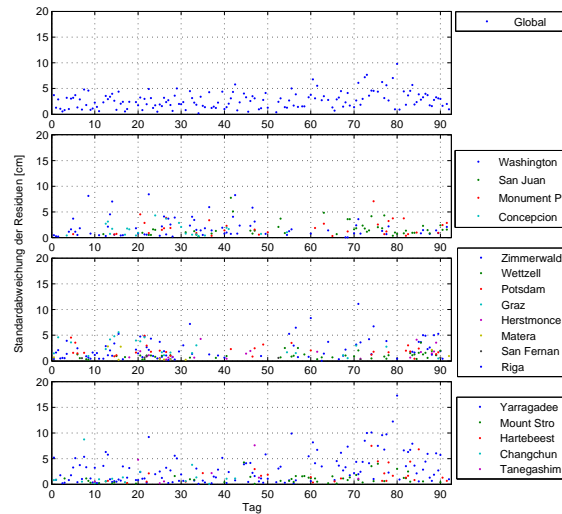 20
15
10
5
0
0 10 20 30 40 50 60 70 80 90
Global
20
15
10
5
0
0 10 20 30 40 50 60 70 80 90
Washington
San Juan
Monument P
Concepcion
Standardabweichung der Residuen [cm]
20
15
10
5
0
0 10 20 30 40 50 60 70 80 90
Zimmerwald
Wettzell
Potsdam
Graz
Herstmonce
Matera
San Fernan
Riga
20
15
10
5
0
0 10 20 30 40 50 60 70 80 90
Tag
Yarragadee
Mount Stro
Hartebeest
Changchun
Tanegashim